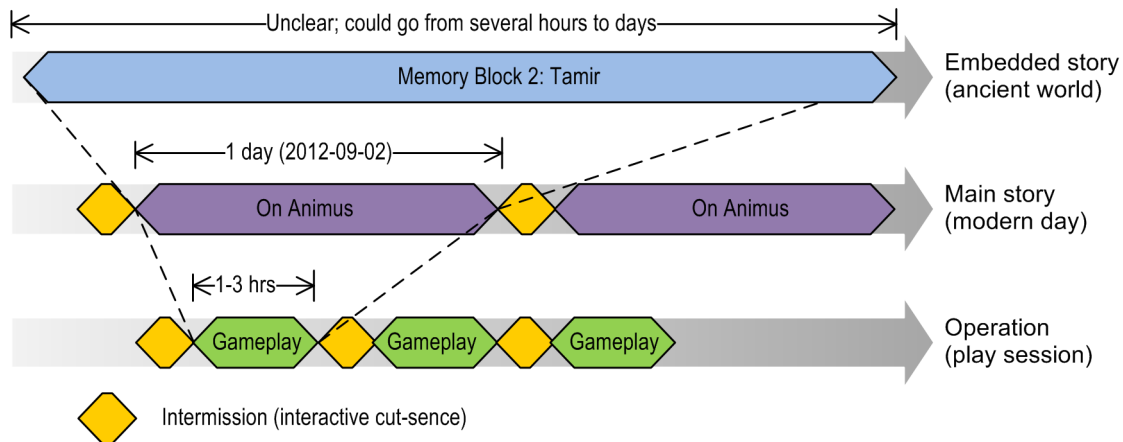 Unclear; could go from several hours to days
Memory Block 2: Tamir
Embedded story
(ancient world)
1 day (2012-09-02)
On Animus
On Animus
Main story
(modern day)
1-3 hrs
Gameplay
Gameplay
Gameplay
Operation
(play session)
Intermission (interactive cut-sence)